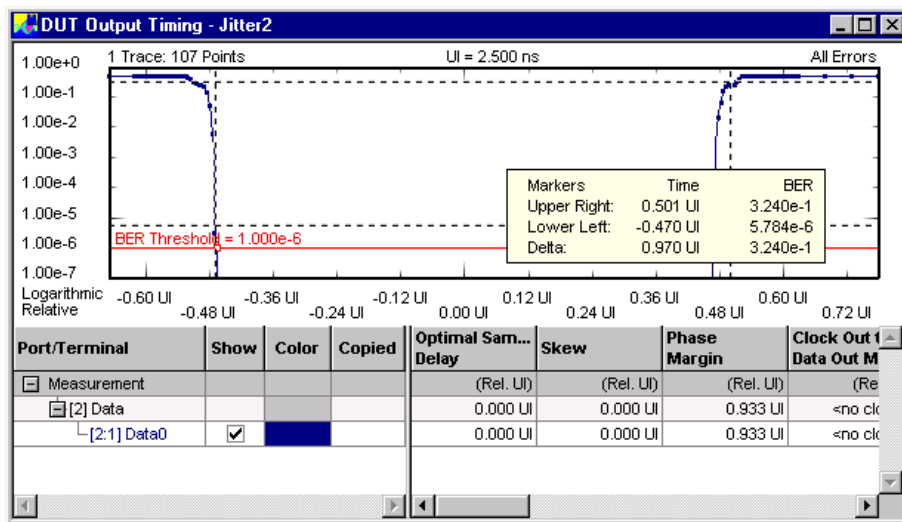 DUT Output Timing - Jitter2
1 Trace: 107 Points UI = 2.500 ns All Errors
1.00e+0
1.00e-1
1.00e-2
1.00e-3
1.00e-4
1.00e-5
1.00e-6
1.00e-7
BER Threshold = 1.000e-6
Markers Time BER
Upper Right: 0.501 UI 3.240e-1
Lower Left: -0.470 UI 5.784e-6
Delta: 0.970 UI 3.240e-1
Logarithmic -0.60 UI -0.36 UI -0.12 UI 0.12 UI 0.36 UI 0.60 UI
Relative -0.48 UI -0.24 UI 0.00 UI 0.24 UI 0.48 UI 0.72 UI
Port/Terminal Show Color Copied Optimal Sam... Delay Skew Phase Margin Clock Out t Data Out M
Measurement (Rel. UI) (Rel. UI) (Rel. UI) (Re
[2] Data 0.000 UI 0.000 UI 0.933 UI <no clo
[2:1] Data0 0.000 UI 0.000 UI 0.933 UI <no clo